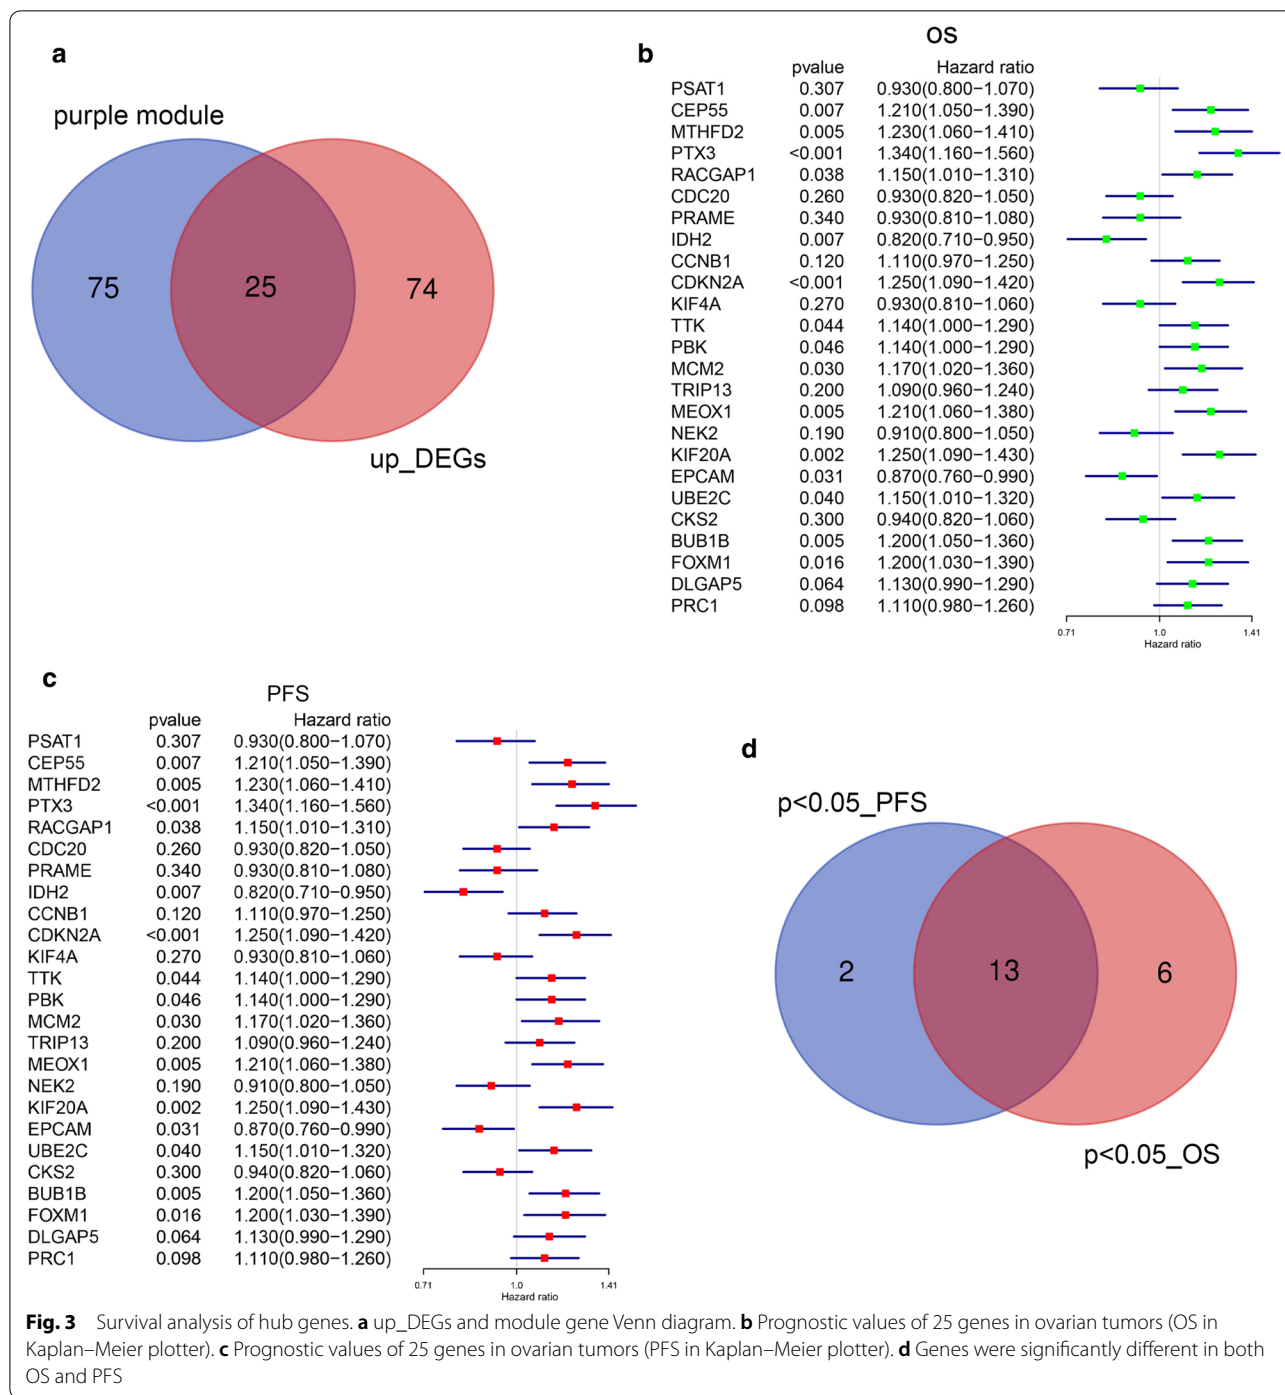 a
purple module
75
25
74
up_DEGs
b
OS
pvalue Hazard ratio
PSAT1 0.307 0.930(0.800−1.070)
CEP55 0.007 1.210(1.050−1.390)
MTHFD2 0.005 1.230(1.060−1.410)
PTX3 <0.001 1.340(1.160−1.560)
RACGAP1 0.038 1.150(1.010−1.310)
CDC20 0.260 0.930(0.820−1.050)
PRAME 0.340 0.930(0.810−1.080)
IDH2 0.007 0.820(0.710−0.950)
CCNB1 0.120 1.110(0.970−1.250)
CDKN2A <0.001 1.250(1.090−1.420)
KIF4A 0.270 0.930(0.810−1.060)
TTK 0.044 1.140(1.000−1.290)
PBK 0.046 1.140(1.000−1.290)
MCM2 0.030 1.170(1.020−1.360)
TRIP13 0.200 1.090(0.960−1.240)
MEOX1 0.005 1.210(1.060−1.380)
NEK2 0.190 0.910(0.800−1.050)
KIF20A 0.002 1.250(1.090−1.430)
EPCAM 0.031 0.870(0.760−0.990)
UBE2C 0.040 1.150(1.010−1.320)
CKS2 0.300 0.940(0.820−1.060)
BUB1B 0.005 1.200(1.050−1.360)
FOXM1 0.016 1.200(1.030−1.390)
DLGAP5 0.064 1.130(0.990−1.290)
PRC1 0.098 1.110(0.980−1.260)
0.71 1.0 1.41
Hazard ratio
c
PFS
pvalue Hazard ratio
PSAT1 0.307 0.930(0.800−1.070)
CEP55 0.007 1.210(1.050−1.390)
MTHFD2 0.005 1.230(1.060−1.410)
PTX3 <0.001 1.340(1.160−1.560)
RACGAP1 0.038 1.150(1.010−1.310)
CDC20 0.260 0.930(0.820−1.050)
PRAME 0.340 0.930(0.810−1.080)
IDH2 0.007 0.820(0.710−0.950)
CCNB1 0.120 1.110(0.970−1.250)
CDKN2A <0.001 1.250(1.090−1.420)
KIF4A 0.270 0.930(0.810−1.060)
TTK 0.044 1.140(1.000−1.290)
PBK 0.046 1.140(1.000−1.290)
MCM2 0.030 1.170(1.020−1.360)
TRIP13 0.200 1.090(0.960−1.240)
MEOX1 0.005 1.210(1.060−1.380)
NEK2 0.190 0.910(0.800−1.050)
KIF20A 0.002 1.250(1.090−1.430)
EPCAM 0.031 0.870(0.760−0.990)
UBE2C 0.040 1.150(1.010−1.320)
CKS2 0.300 0.940(0.820−1.060)
BUB1B 0.005 1.200(1.050−1.360)
FOXM1 0.016 1.200(1.030−1.390)
DLGAP5 0.064 1.130(0.990−1.290)
PRC1 0.098 1.110(0.980−1.260)
0.71 1.0 1.41
Hazard ratio
d
p<0.05_PFS
2
13
6
p<0.05_OS
Fig. 3 Survival analysis of hub genes. a up_DEGs and module gene Venn diagram. b Prognostic values of 25 genes in ovarian tumors (OS in
Kaplan–Meier plotter). c Prognostic values of 25 genes in ovarian tumors (PFS in Kaplan–Meier plotter). d Genes were significantly different in both
OS and PFS